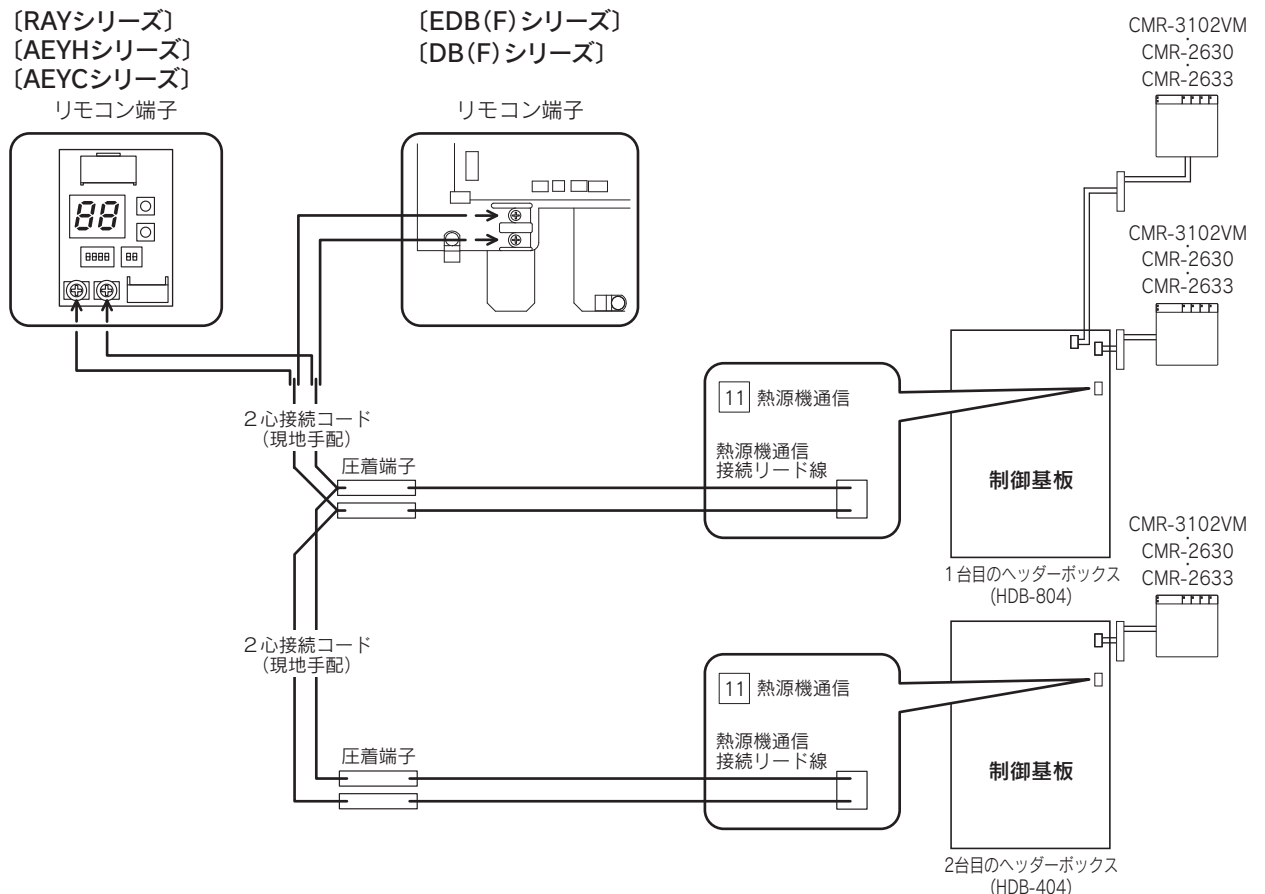 〔RAYシリーズ〕
〔AEYHシリーズ〕
〔AEYCシリーズ〕
リモコン端子
〔EDB(F)シリーズ〕
〔DB(F)シリーズ〕
リモコン端子
CMR-3102VM
・
CMR-2630
・
CMR-2633
CMR-3102VM
・
CMR-2630
・
CMR-2633
88
2心接続コード
(現地手配)
圧着端子
11 熱源機通信
熱源機通信
接続リード線
制御基板
1台目のヘッダーボックス
(HDB-804)
CMR-3102VM
・
CMR-2630
・
CMR-2633
2心接続コード
(現地手配)
圧着端子
11 熱源機通信
熱源機通信
接続リード線
制御基板
2台目のヘッダーボックス
(HDB-404)